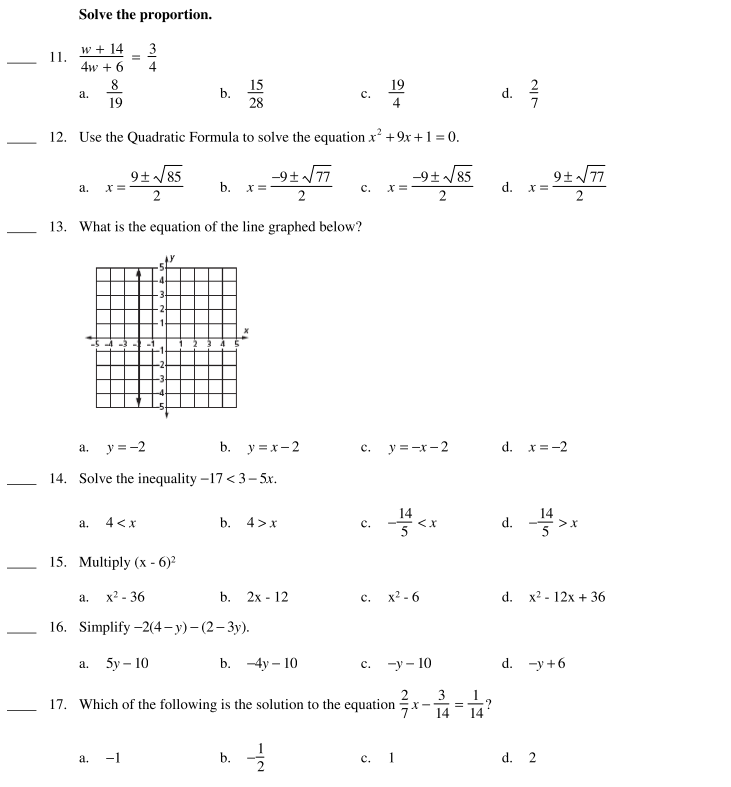 Solve the proportion.
____ 11. (w + 14)/(4w + 6) = 3/4
a. 8/19 b. 15/28 c. 19/4 d. 2/7
____ 12. Use the Quadratic Formula to solve the equation x² + 9x + 1 = 0.
a. x = (9 ± √85)/2 b. x = (−9 ± √77)/2 c. x = (−9 ± √85)/2 d. x = (9 ± √77)/2
____ 13. What is the equation of the line graphed below?
y
5
4
3
2
1
x
−5 −4 −3 −2 −1 1 2 3 4 5
−1
−2
−3
−4
−5
a. y = −2 b. y = x − 2 c. y = −x − 2 d. x = −2
____ 14. Solve the inequality −17 < 3 − 5x.
a. 4 < x b. 4 > x c. −14/5 < x d. −14/5 > x
____ 15. Multiply (x - 6)²
a. x² - 36 b. 2x - 12 c. x² - 6 d. x² - 12x + 36
____ 16. Simplify −2(4 − y) − (2 − 3y).
a. 5y − 10 b. −4y − 10 c. −y − 10 d. −y + 6
____ 17. Which of the following is the solution to the equation 2/7 x − 3/14 = 1/14?
a. −1 b. −1/2 c. 1 d. 2